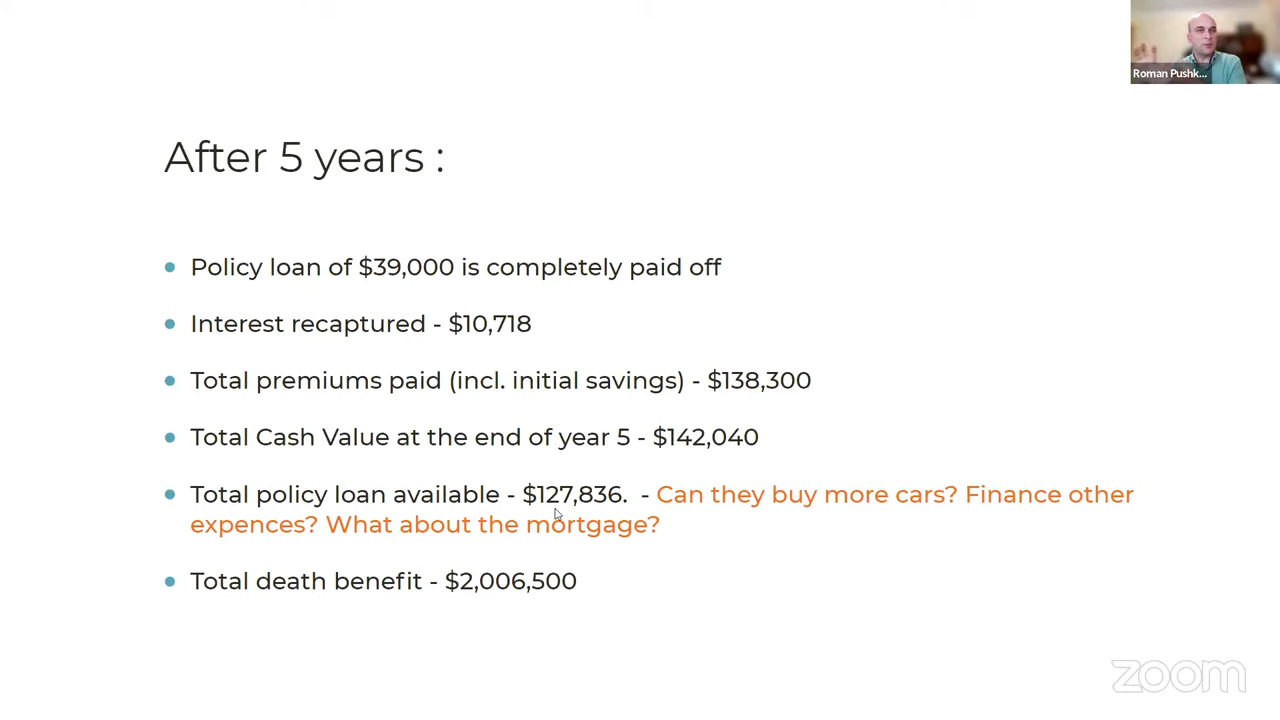 Roman Pushk...
After 5 years :
Policy loan of $39,000 is completely paid off
Interest recaptured - $10,718
Total premiums paid (incl. initial savings) - $138,300
Total Cash Value at the end of year 5 - $142,040
Total policy loan available - $127,836. - Can they buy more cars? Finance other
expences? What about the mortgage?
Total death benefit - $2,006,500
zoom